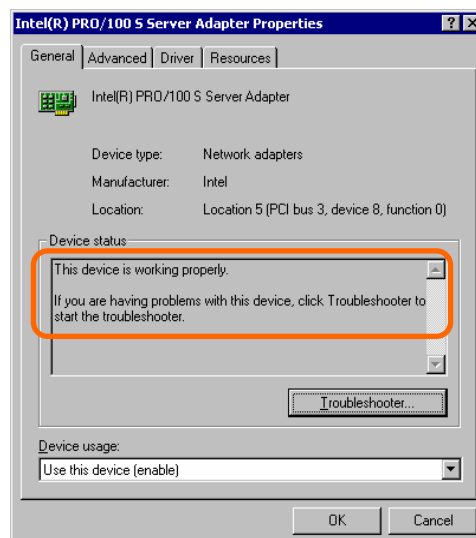 Intel(R) PRO/100 S Server Adapter Properties
General Advanced Driver Resources
Intel(R) PRO/100 S Server Adapter
Device type: Network adapters
Manufacturer: Intel
Location: Location 5 (PCI bus 3, device 8, function 0)
Device status
This device is working properly.
If you are having problems with this device, click Troubleshooter to
start the troubleshooter.
Troubleshooter...
Device usage:
Use this device (enable)
OK Cancel